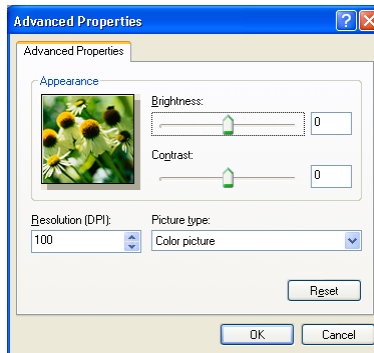 Advanced Properties
Advanced Properties
Appearance
Brightness:
0
Contrast:
0
Resolution (DPI):
Picture type:
100
Color picture
Reset
OK
Cancel